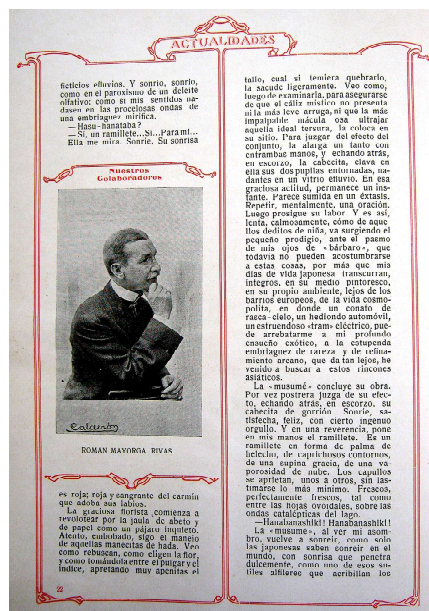 ACTUALIDADES
ficticios efluvios. Y sonrío, sonrío,
como en el paroxismo de un deleite
olfativo: como si mis sentidos na-
dasen en las procelosas ondas de
una embriaguez mirífica.
—Hasu-hanataba?
—Sí, un ramillete...Sí...Para mí...
Ella me mira. Sonríe. Su sonrisa
Nuestros
Colaboradores
Calderón
ROMAN MAYORGA RIVAS
es roja; roja y cangrante del carmín
que adoba sus labios.
La graciosa florista comienza a
revolotear por la jaula de abeto y
de papel como un pájaro inquieto.
Atento, embobado, sigo el manejo
de aquellas manecitas de hada. Veo
como rebuscan, como eligen la flor,
y como tomándola entre el pulgar y el
índice, apretando muy apenitas el
22
tallo, cual si temiera quebrarlo,
la sacude ligeramente. Veo como,
luego de examinarla, para asegurarse
de que el cáliz místico no presenta
ni la más leve arruga, ni que la más
impalpable mácula osa ultrajar
aquella ideal tersura, la coloca en
su sitio. Para juzgar del efecto del
conjunto, la alarga un tanto con
entrambas manos, y echando atrás,
en escorzo, la cabecita, clava en
ella sus dos pupilas entornadas, na-
dantes en un vitreo efluvio. En esa
graciosa actitud, permanece un ins-
tante. Parece sumida en un éxtasis.
Repetir, mentalmente, una oración.
Luego prosigue su labor. Y es así,
lenta, calmosamente, cómo de aque-
llos deditos de niña, va surgiendo el
pequeño prodigio, ante el pasmo
de mis ojos de «bárbaro», que
todavía no pueden acostumbrarse
a estas cosas, por más que mis
días de vida japonesa transcurran,
íntegros, en su medio pintoresco,
en su propio ambiente, lejos de los
barrios europeos, de la vida cosmo-
polita, en donde un conato de
rasca-cielo, un hediondo automóvil,
un estruendoso «tram» eléctrico, pue-
de arrebatarme a mi profundo
ensueño exótico, a la estupenda
embriaguez de rareza y de refina-
miento arcano, que da tan lejos, he
venido a buscar a estos rincones
asiáticos.
La «musumé» concluye su obra.
Por vez postrera juzga de su efec-
to, echando atrás, en escorzo, su
cabecita de gorrión. Sonríe, sa-
tisfecha, feliz, con cierto ingenuo
orgullo. Y en una reverencia, pone
en mis manos el ramillete. Es un
ramillete en forma de palma de
helecho, de caprichosos contornos,
de una supina gracia, de una va-
porosidad de nube. Los capullos
se aprietan, unos a otros, sin las-
timarse lo más mínimo. Frescos,
perfectamente frescos, tal como
entre las hojas ovoidales, sobre las
ondas catalépticas del lago.
—Hanabanashiki! Hanabanashiki!
La «musumé», al ver mi asom-
bro, vuelve a sonreir, como solo
las japonesas saben sonreir en el
mundo, con sonrisa que penetra
dulcemente, como uno de esos su-
tiles alfileres que acribillan los